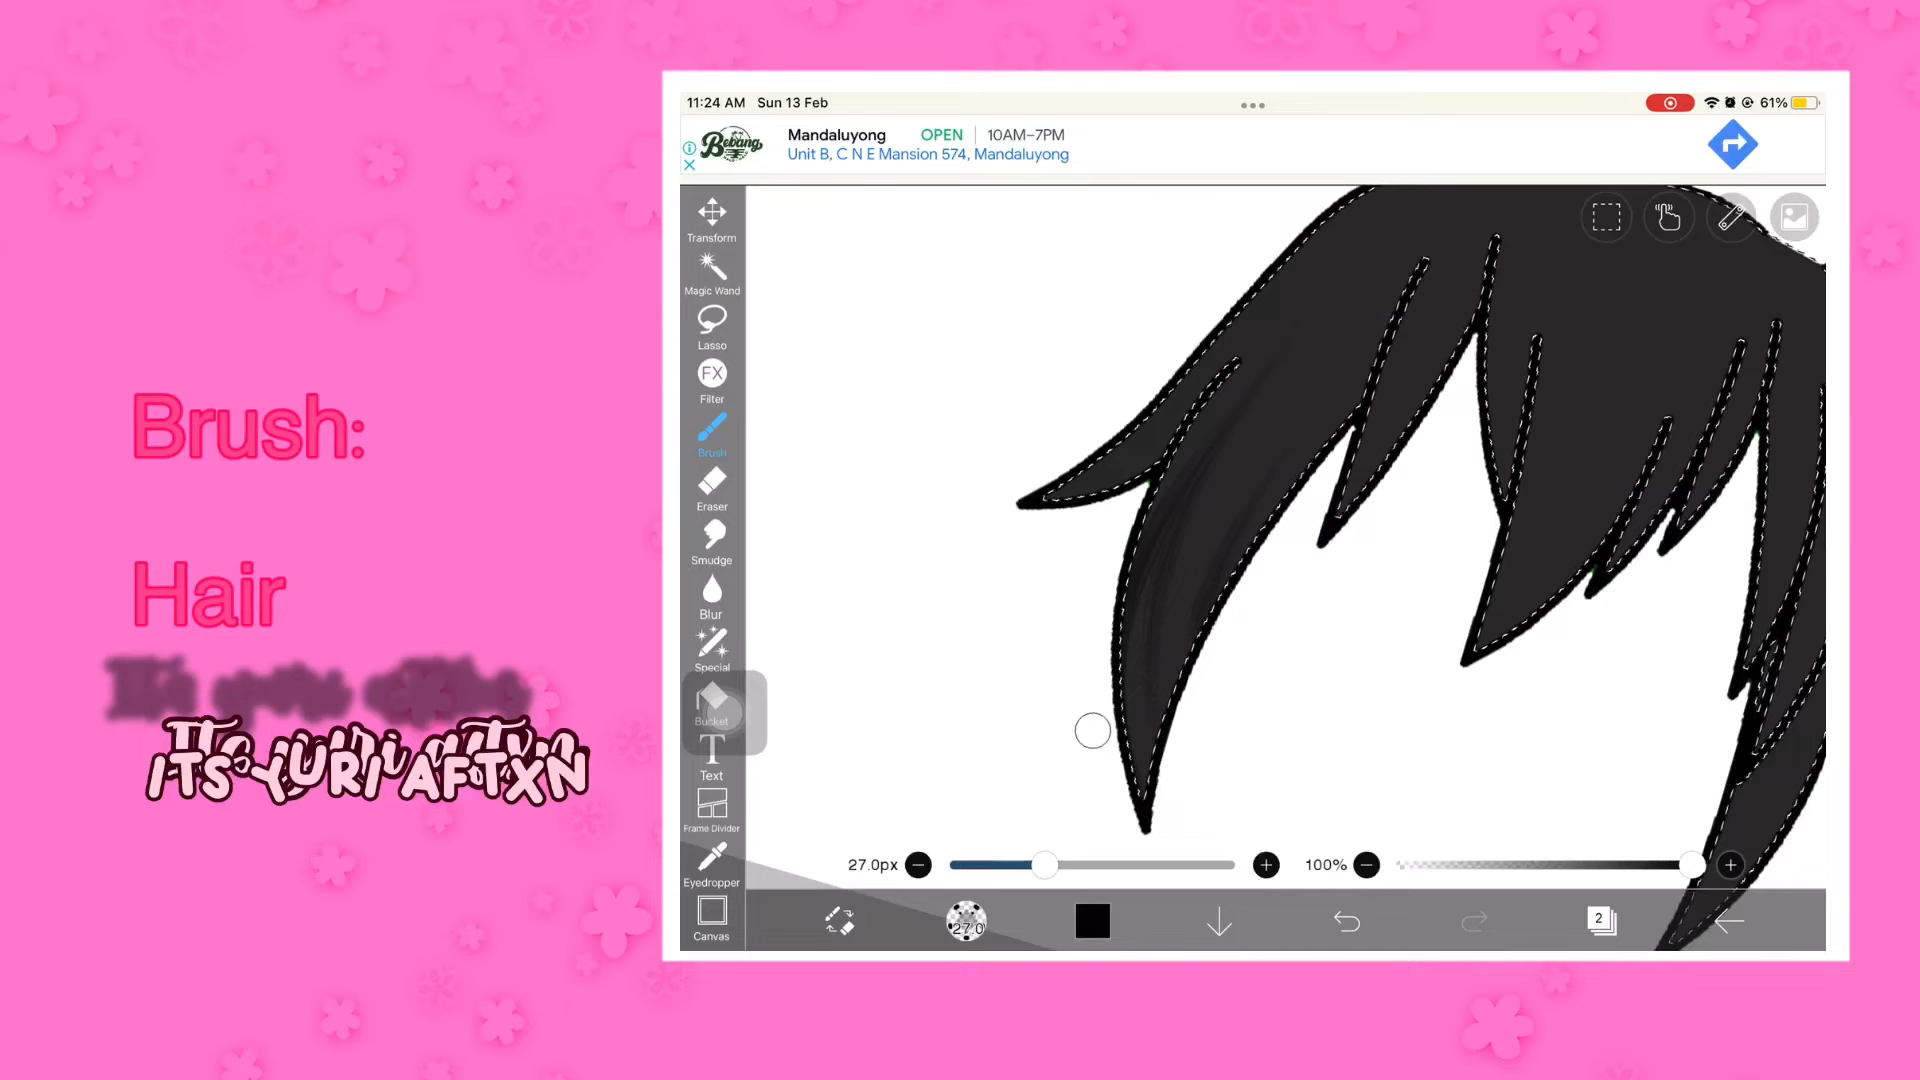 11:24 AM Sun 13 Feb
61%
Bebang
Mandaluyong OPEN 10AM–7PM
Unit B, C N E Mansion 574, Mandaluyong
Transform
Magic Wand
Lasso
FX
Filter
Brush
Eraser
Smudge
Blur
Special
Bucket
T
Text
Frame Divider
Eyedropper
Canvas
27.0px
100%
27.0
2
Brush:
Hair
ITS YURI AFTXN